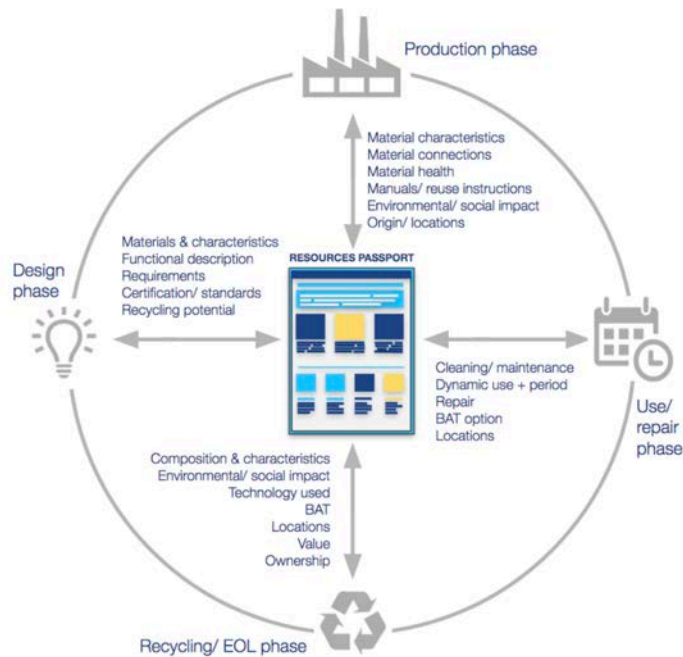 Production phase
Material characteristics
Material connections
Material health
Manuals/ reuse instructions
Environmental/ social impact
Origin/ locations
Design
phase
Materials & characteristics
Functional description
Requirements
Certification/ standards
Recycling potential
RESOURCES PASSPORT
Cleaning/ maintenance
Dynamic use + period
Repair
BAT option
Locations
Use/
repair
phase
Composition & characteristics
Environmental/ social impact
Technology used
BAT
Locations
Value
Ownership
Recycling/ EOL phase